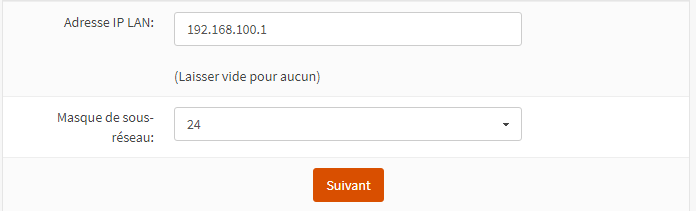 Adresse IP LAN:
192.168.100.1
(Laisser vide pour aucun)
Masque de sous-
réseau:
24
Suivant